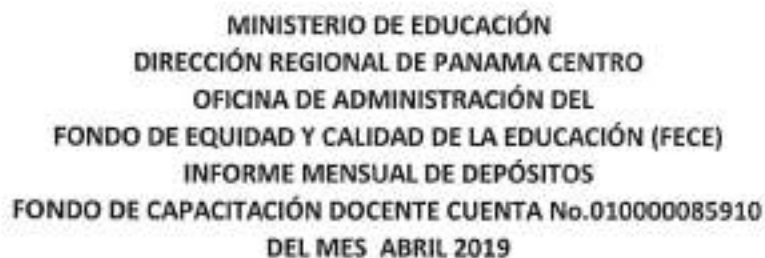 MINISTERIO DE EDUCACIÓN
DIRECCIÓN REGIONAL DE PANAMA CENTRO
OFICINA DE ADMINISTRACIÓN DEL
FONDO DE EQUIDAD Y CALIDAD DE LA EDUCACIÓN (FECE)
INFORME MENSUAL DE DEPÓSITOS
FONDO DE CAPACITACIÓN DOCENTE CUENTA No.010000085910
DEL MES ABRIL 2019